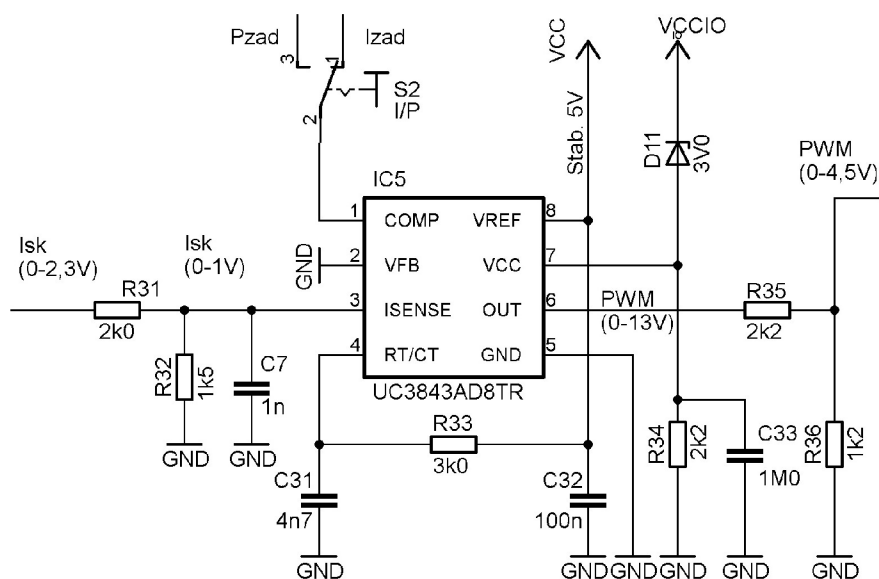 Pzad
Izad
3
1
2
S2
I/P
VCC
VCCIO
IO
Stab. 5V
D11
3V0
PWM
(0-4,5V)
IC5
1
COMP
VREF
8
GND
2
VFB
VCC
7
Isk
(0-2,3V)
Isk
(0-1V)
R31
2k0
3
ISENSE
OUT
6
PWM
(0-13V)
R35
2k2
4
RT/CT
GND
5
UC3843AD8TR
R32
1k5
C7
1n
GND
GND
R33
3k0
R34
2k2
C33
1M0
R36
1k2
C31
4n7
C32
100n
GND
GND
GND
GND
GND
GND